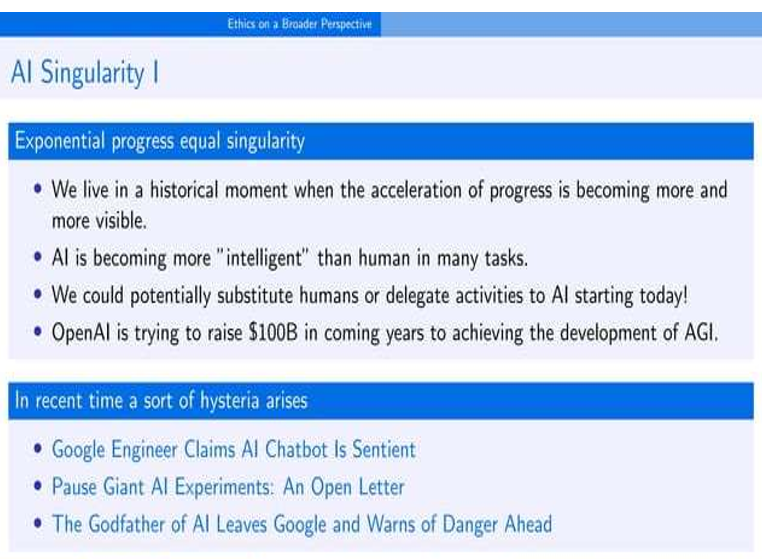 Ethics on a Broader Perspective
AI Singularity I
Exponential progress equal singularity
• We live in a historical moment when the acceleration of progress is becoming more and
more visible.
• AI is becoming more "intelligent" than human in many tasks.
• We could potentially substitute humans or delegate activities to AI starting today!
• OpenAI is trying to raise $100B in coming years to achieving the development of AGI.
In recent time a sort of hysteria arises
• Google Engineer Claims AI Chatbot Is Sentient
• Pause Giant AI Experiments: An Open Letter
• The Godfather of AI Leaves Google and Warns of Danger Ahead